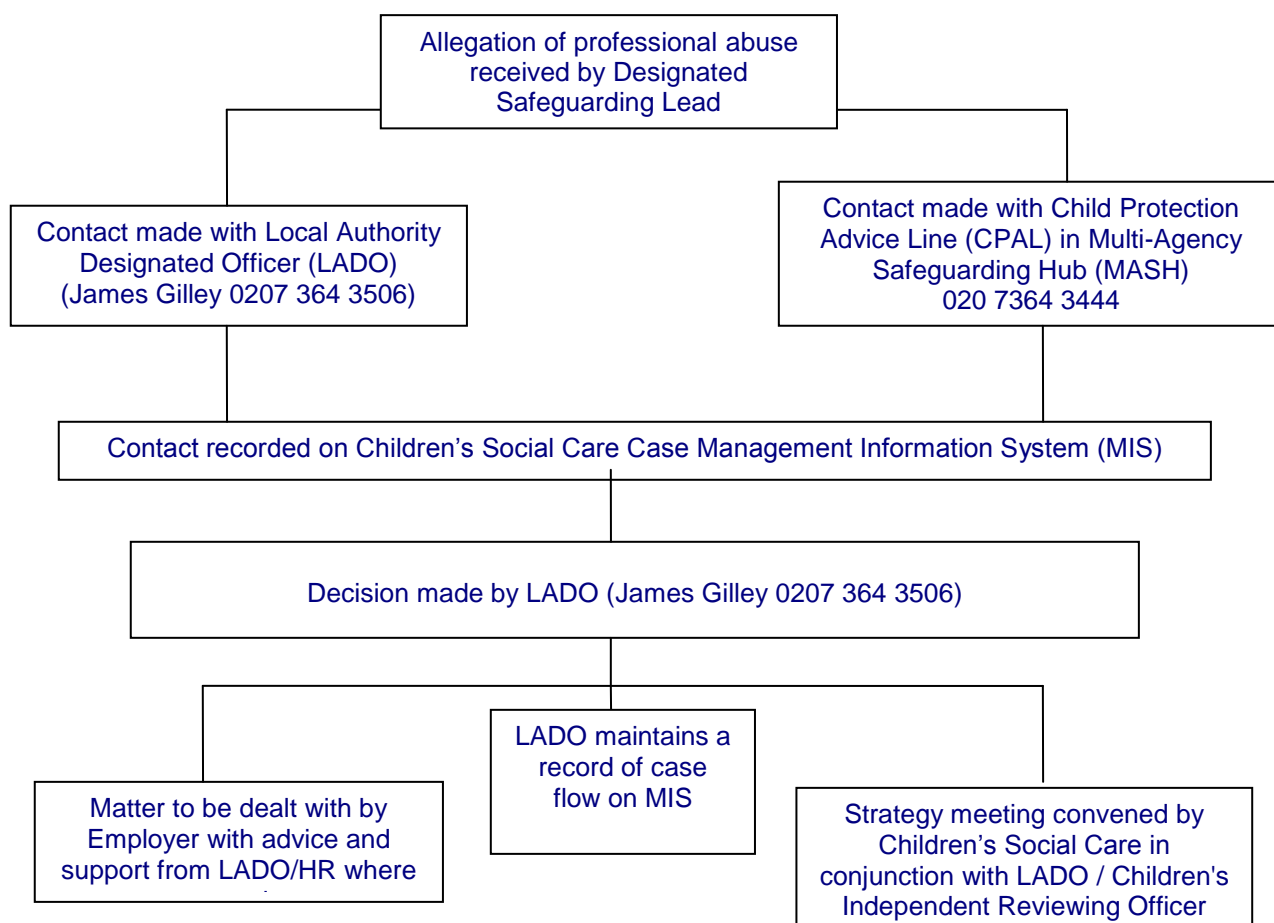 Allegation of professional abuse
received by Designated
Safeguarding Lead
Contact made with Local Authority
Designated Officer (LADO)
(James Gilley 0207 364 3506)
Contact made with Child Protection
Advice Line (CPAL) in Multi-Agency
Safeguarding Hub (MASH)
020 7364 3444
Contact recorded on Children’s Social Care Case Management Information System (MIS)
Decision made by LADO (James Gilley 0207 364 3506)
Matter to be dealt with by
Employer with advice and
support from LADO/HR where
LADO maintains a
record of case
flow on MIS
Strategy meeting convened by
Children’s Social Care in
conjunction with LADO / Children's
Independent Reviewing Officer